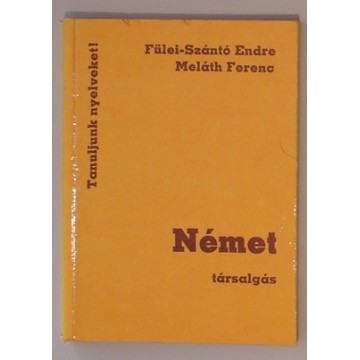 Fülei-Szántó Endre
Meláth Ferenc
Tanuljunk nyelveket!
Német
társalgás